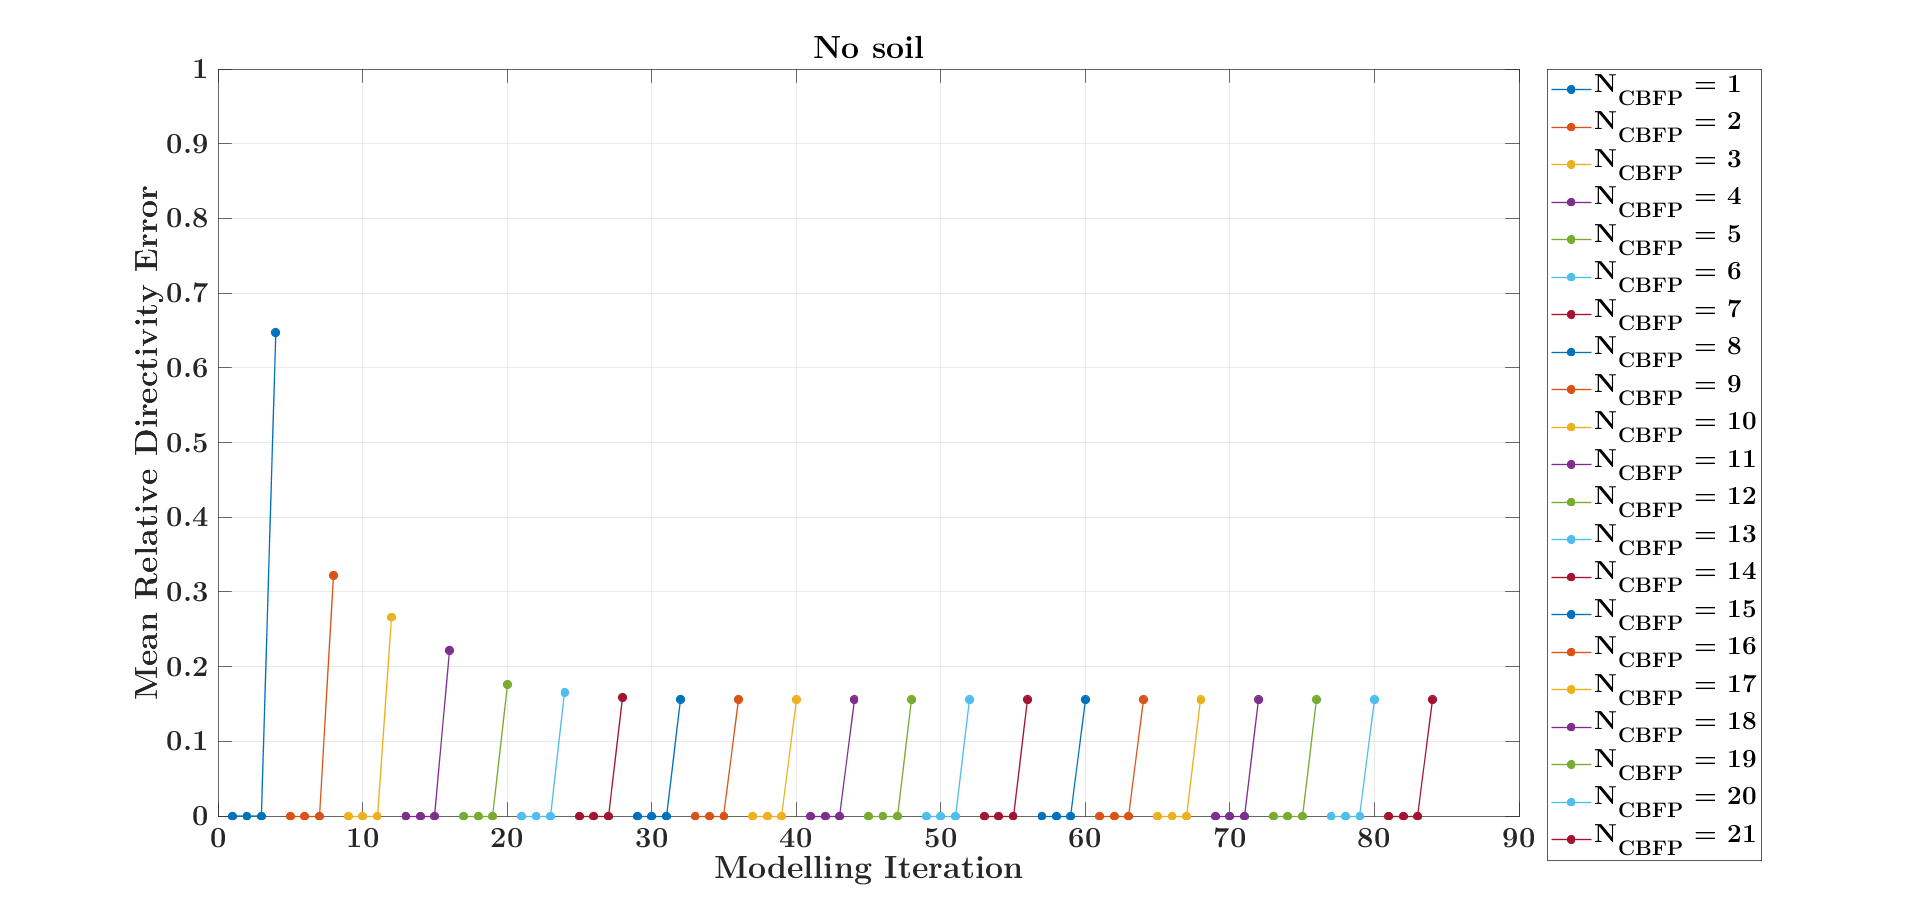 No soil
1
0.9
0.8
0.7
0.6
0.5
0.4
0.3
0.2
0.1
0
Mean Relative Directivity Error
0 10 20 30 40 50 60 70 80 90
Modelling Iteration
N_CBFP = 1
N_CBFP = 2
N_CBFP = 3
N_CBFP = 4
N_CBFP = 5
N_CBFP = 6
N_CBFP = 7
N_CBFP = 8
N_CBFP = 9
N_CBFP = 10
N_CBFP = 11
N_CBFP = 12
N_CBFP = 13
N_CBFP = 14
N_CBFP = 15
N_CBFP = 16
N_CBFP = 17
N_CBFP = 18
N_CBFP = 19
N_CBFP = 20
N_CBFP = 21